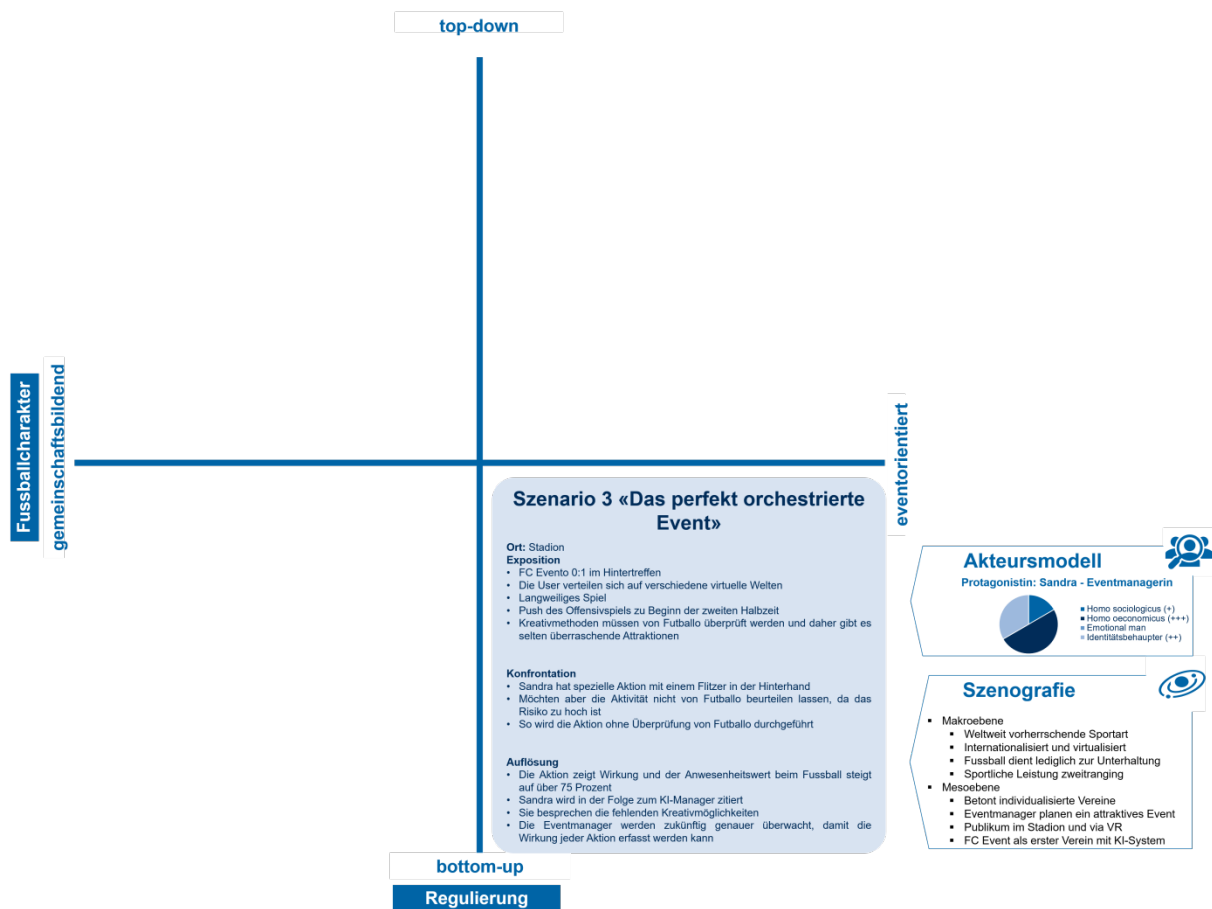 top-down
Fussballcharakter
gemeinschaftsbildend
eventorientiert
Szenario 3 «Das perfekt orchestrierte
Event»
Ort: Stadion
Exposition
• FC Evento 0:1 im Hintertreffen
• Die User verteilen sich auf verschiedene virtuelle Welten
• Langweiliges Spiel
• Push des Offensivspiels zu Beginn der zweiten Halbzeit
• Kreativmethoden müssen von Futballo überprüft werden und daher gibt es
selten überraschende Attraktionen
Konfrontation
• Sandra hat spezielle Aktion mit einem Flitzer in der Hinterhand
• Möchten aber die Aktivität nicht von Futballo beurteilen lassen, da das
Risiko zu hoch ist
• So wird die Aktion ohne Überprüfung von Futballo durchgeführt
Auflösung
• Die Aktion zeigt Wirkung und der Anwesenheitswert beim Fussball steigt
auf über 75 Prozent
• Sandra wird in der Folge zum KI-Manager zitiert
• Sie besprechen die fehlenden Kreativmöglichkeiten
• Die Eventmanager werden zukünftig genauer überwacht, damit die
Wirkung jeder Aktion erfasst werden kann
bottom-up
Regulierung
Akteursmodell
Protagonistin: Sandra - Eventmanagerin
Homo sociologicus (+)
Homo oeconomicus (+++)
Emotional man
Identitätsbehaupter (++)
Szenografie
▪ Makroebene
▪ Weltweit vorherrschende Sportart
▪ Internationalisiert und virtualisiert
▪ Fussball dient lediglich zur Unterhaltung
▪ Sportliche Leistung zweitranging
▪ Mesoebene
▪ Betont individualisierte Vereine
▪ Eventmanager planen ein attraktives Event
▪ Publikum im Stadion und via VR
▪ FC Event als erster Verein mit KI-System